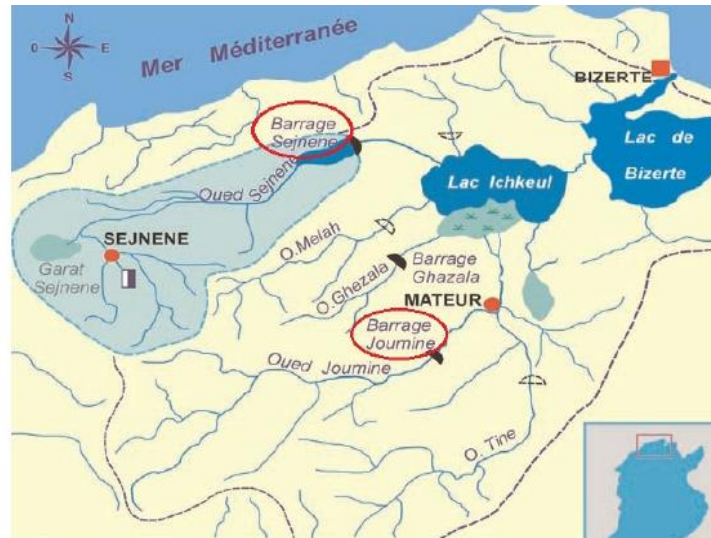 N
O
E
S
Mer Méditerranée
BIZERTE
Lac de
Bizerte
Barrage
Sejnene
Oued Sejnene
Lac Ichkeul
SEJNENE
Garat
Sejnene
O.Melah
O.Ghezala
Barrage
Ghazala
MATEUR
Barrage
Joumine
Oued Joumine
O. Tine